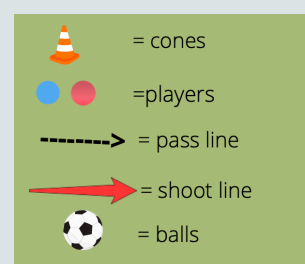 = cones
=players
= pass line
= shoot line
= balls